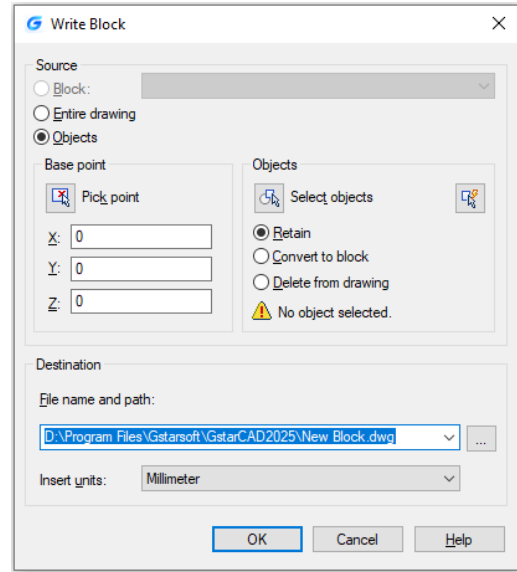 Write Block
Source
Block:
Entire drawing
Objects
Base point
Pick point
X: 0
Y: 0
Z: 0
Objects
Select objects
Retain
Convert to block
Delete from drawing
No object selected.
Destination
File name and path:
D:\Program Files\Gstarsoft\GstarCAD2025\New Block.dwg
...
Insert units: Millimeter
OK Cancel Help